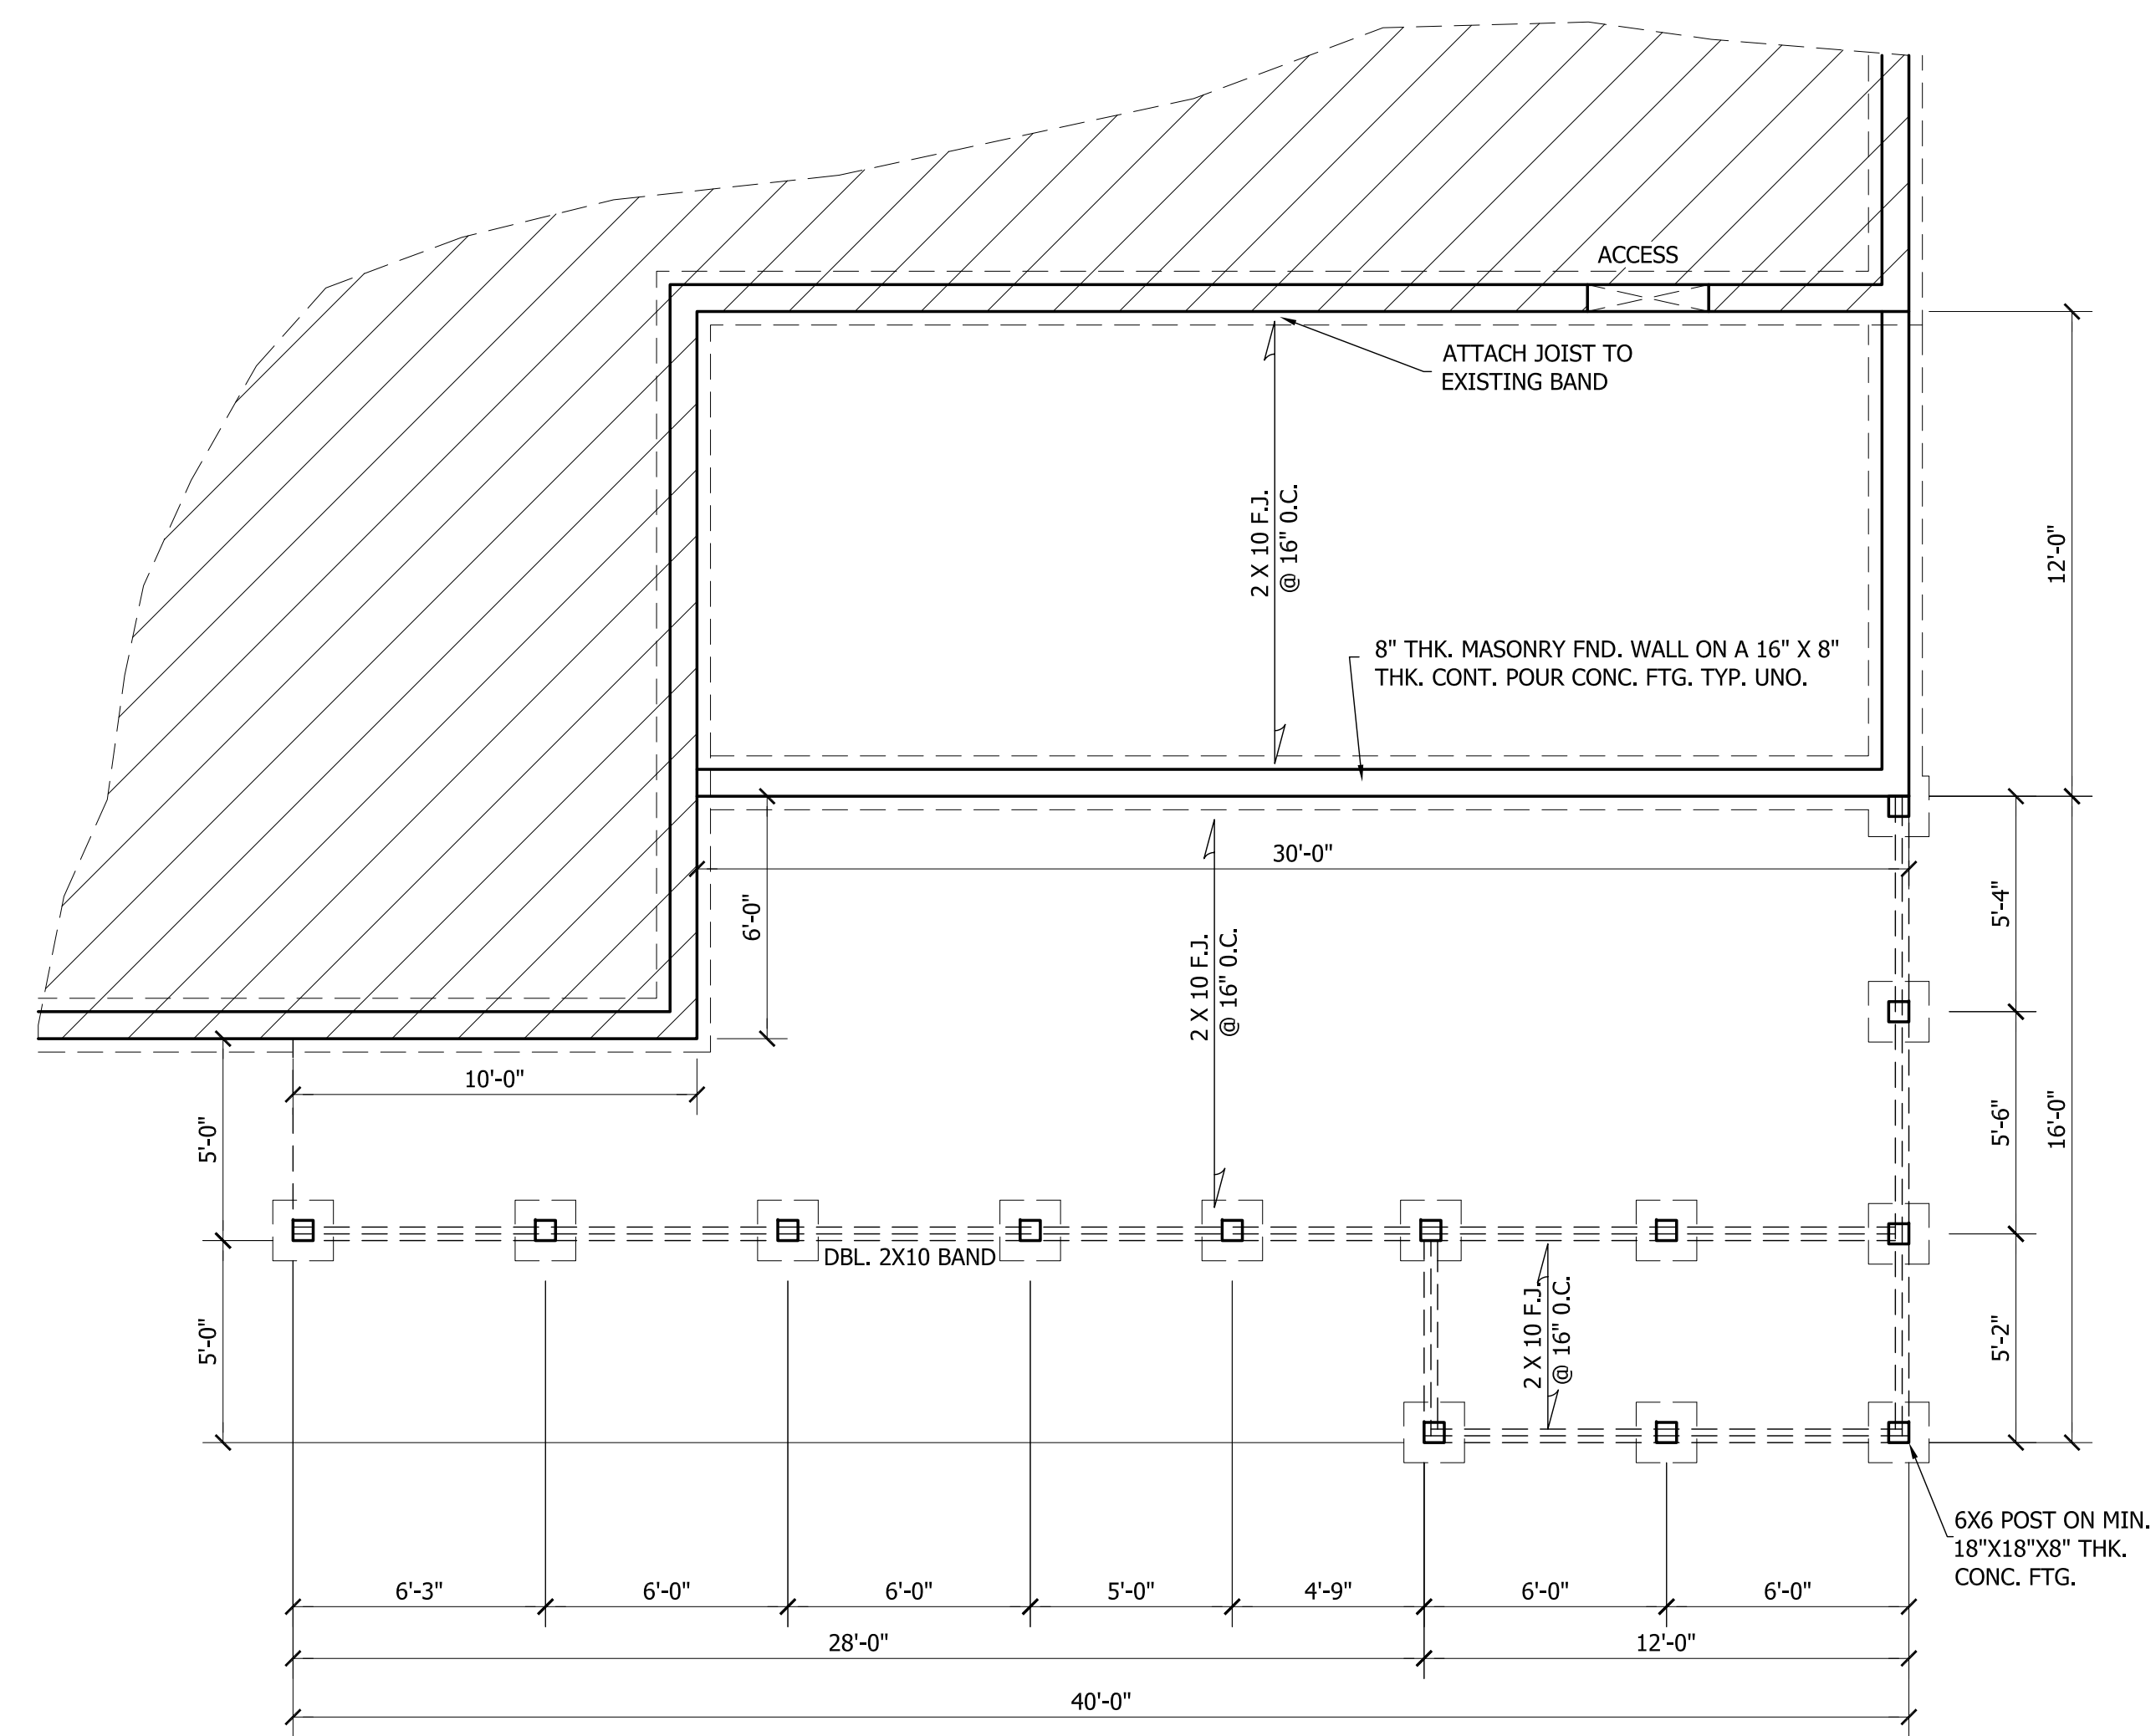 ACCESS
ATTACH JOIST TO
EXISTING BAND
2 X 10 F.J.
@ 16" O.C.
12'-0"
8" THK. MASONRY FND. WALL ON A 16" X 8"
THK. CONT. POUR CONC. FTG. TYP. UNO.
30'-0"
6'-0"
5'-4"
2 X 10 F.J.
@ 16" O.C.
10'-0"
5'-0"
5'-6"
16'-0"
DBL. 2X10 BAND
5'-0"
2 X 10 F.J.
@ 16" O.C.
5'-2"
6X6 POST ON MIN.
18"X18"X8" THK.
CONC. FTG.
6'-3"
6'-0"
6'-0"
5'-0"
4'-9"
6'-0"
6'-0"
28'-0"
12'-0"
40'-0"